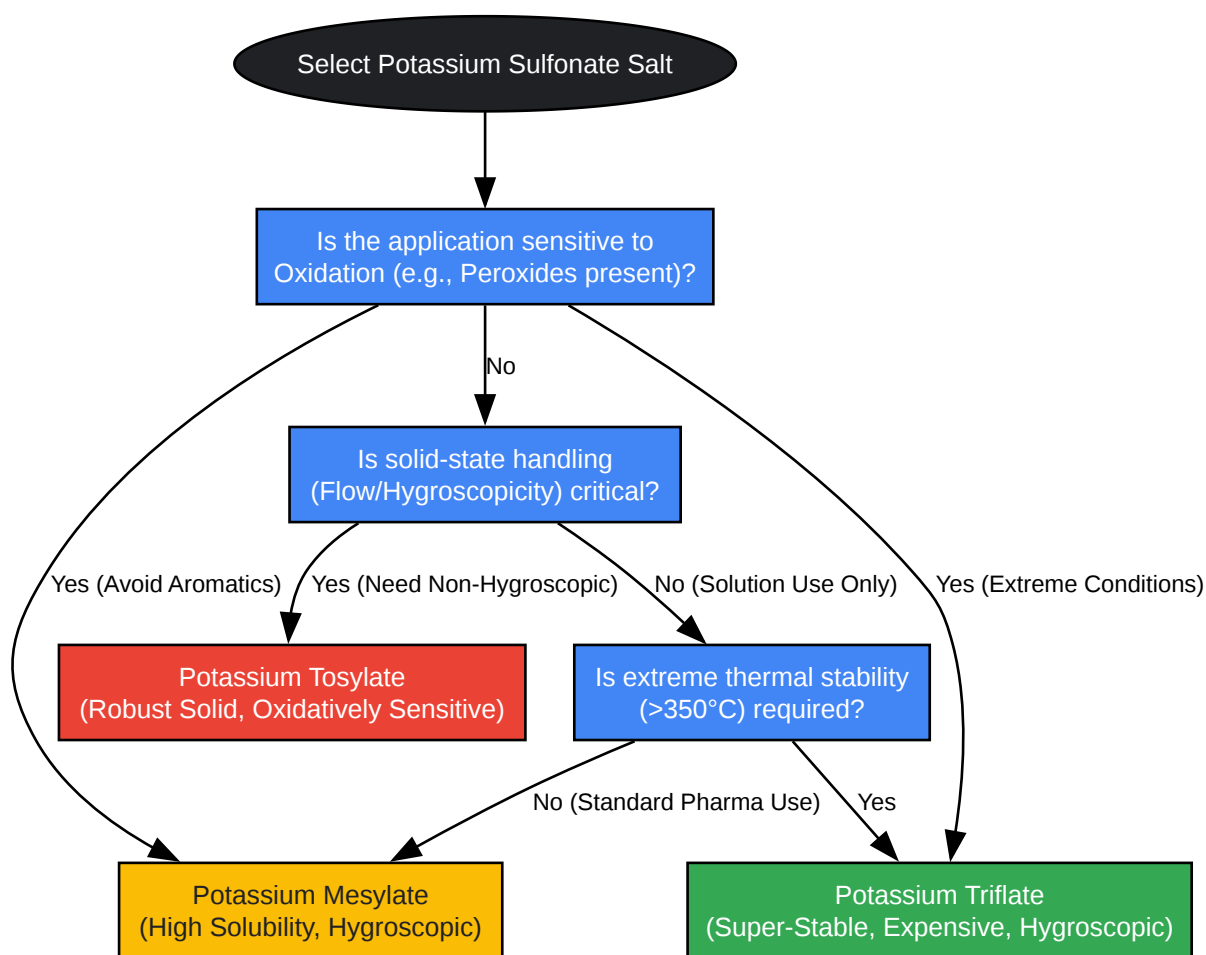 Select Potassium Sulfonate Salt
Is the application sensitive to
Oxidation (e.g., Peroxides present)?
No
Is solid-state handling
(Flow/Hygroscopicity) critical?
Yes (Avoid Aromatics)
Yes (Need Non-Hygroscopic)
No (Solution Use Only)
Yes (Extreme Conditions)
Potassium Tosylate
(Robust Solid, Oxidatively Sensitive)
Is extreme thermal stability
(>350°C) required?
No (Standard Pharma Use)
Yes
Potassium Mesylate
(High Solubility, Hygroscopic)
Potassium Triflate
(Super-Stable, Expensive, Hygroscopic)